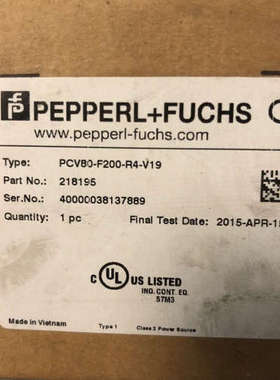 PEPPERL+FUCHS
www.pepperl-fuchs.com
Type: PCV80-F200-R4-V19
Part No.: 218195
Ser.No.: 40000038137889
Quantity: 1 pc Final Test Date: 2015-APR-1
C UL US LISTED
IND. CONT. EQ.
57M3
Made in Vietnam Type 1 Class 2 Power Source